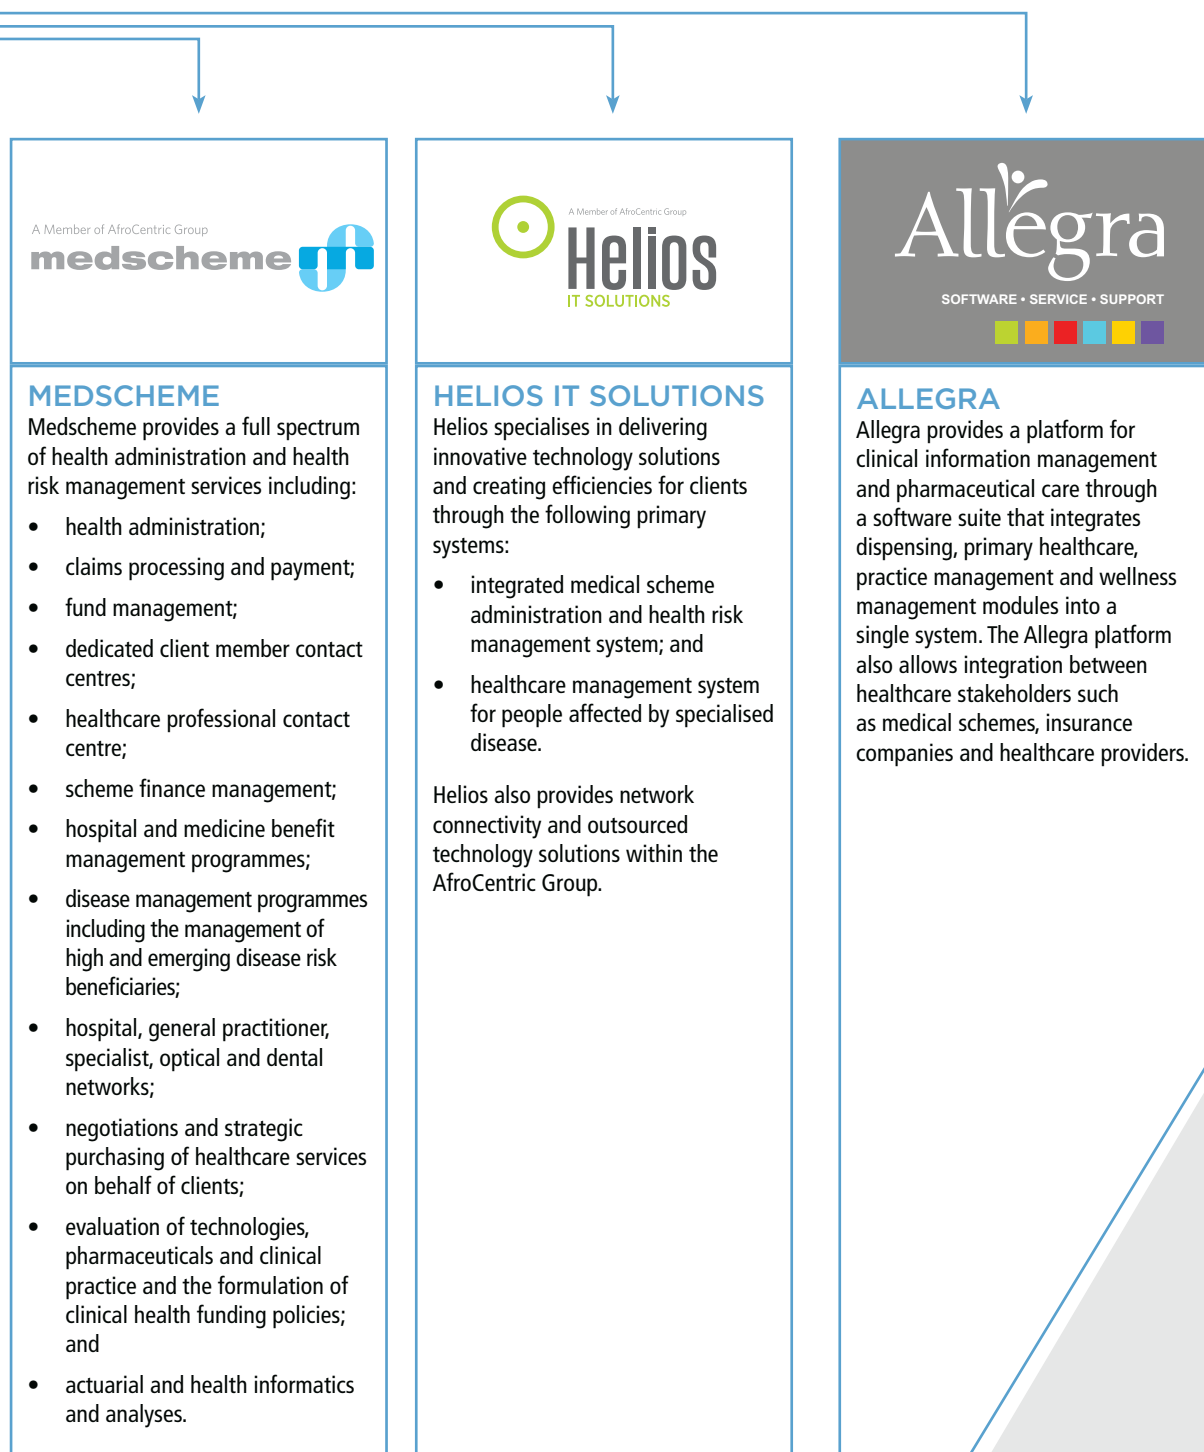 A Member of AfroCentric Group
medscheme
MEDSCHEME
Medscheme provides a full spectrum
of health administration and health
risk management services including:
• health administration;
• claims processing and payment;
• fund management;
• dedicated client member contact
centres;
• healthcare professional contact
centre;
• scheme finance management;
• hospital and medicine benefit
management programmes;
• disease management programmes
including the management of
high and emerging disease risk
beneficiaries;
• hospital, general practitioner,
specialist, optical and dental
networks;
• negotiations and strategic
purchasing of healthcare services
on behalf of clients;
• evaluation of technologies,
pharmaceuticals and clinical
practice and the formulation of
clinical health funding policies;
and
• actuarial and health informatics
and analyses.
A Member of AfroCentric Group
Helios
IT SOLUTIONS
HELIOS IT SOLUTIONS
Helios specialises in delivering
innovative technology solutions
and creating efficiencies for clients
through the following primary
systems:
• integrated medical scheme
administration and health risk
management system; and
• healthcare management system
for people affected by specialised
disease.
Helios also provides network
connectivity and outsourced
technology solutions within the
AfroCentric Group.
Allegra
SOFTWARE • SERVICE • SUPPORT
ALLEGRA
Allegra provides a platform for
clinical information management
and pharmaceutical care through
a software suite that integrates
dispensing, primary healthcare,
practice management and wellness
management modules into a
single system. The Allegra platform
also allows integration between
healthcare stakeholders such
as medical schemes, insurance
companies and healthcare providers.